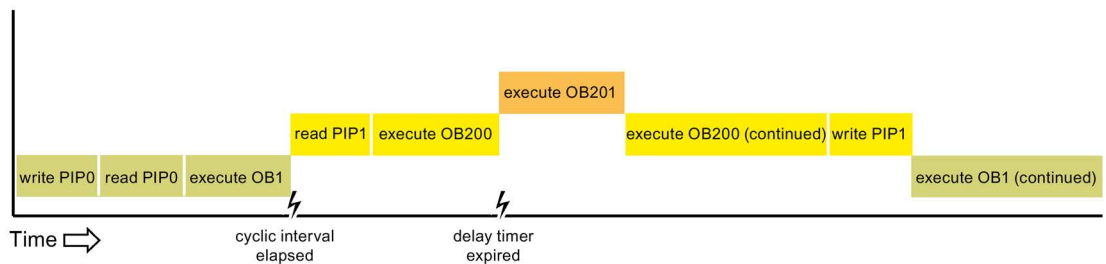 execute OB201
read PIP1
execute OB200
execute OB200 (continued)
write PIP1
write PIP0
read PIP0
execute OB1
execute OB1 (continued)
Time
cyclic interval
elapsed
delay timer
expired